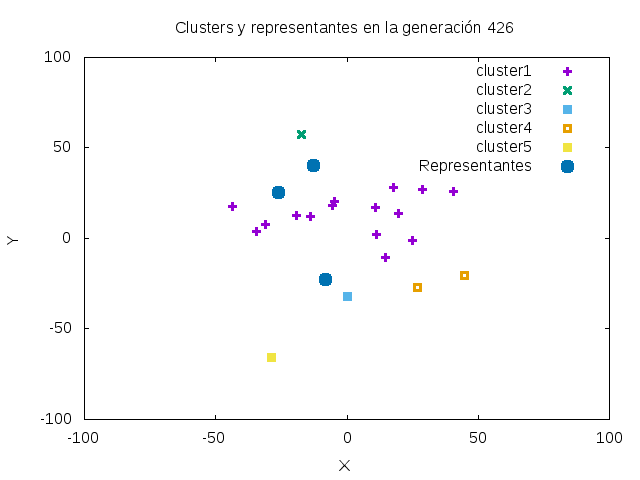 Clusters y representantes en la generación 426
cluster1
cluster2
cluster3
cluster4
cluster5
Representantes
100
50
0
-50
-100
Y
-100
-50
0
50
100
X